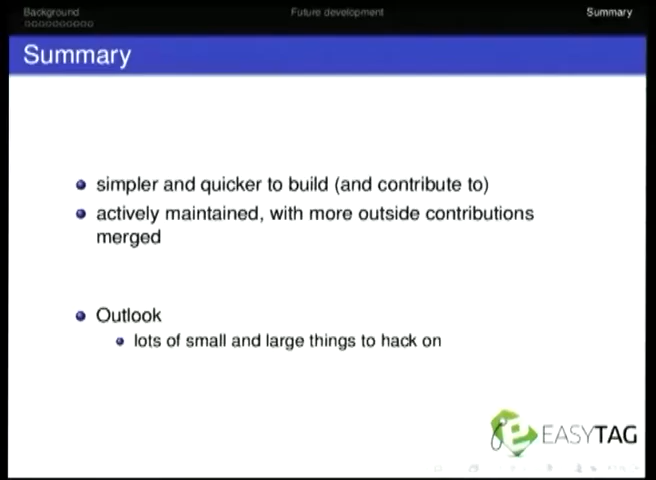 Background
Future development
Summary
Summary
simpler and quicker to build (and contribute to)
actively maintained, with more outside contributions
merged
Outlook
lots of small and large things to hack on
EASYTAG